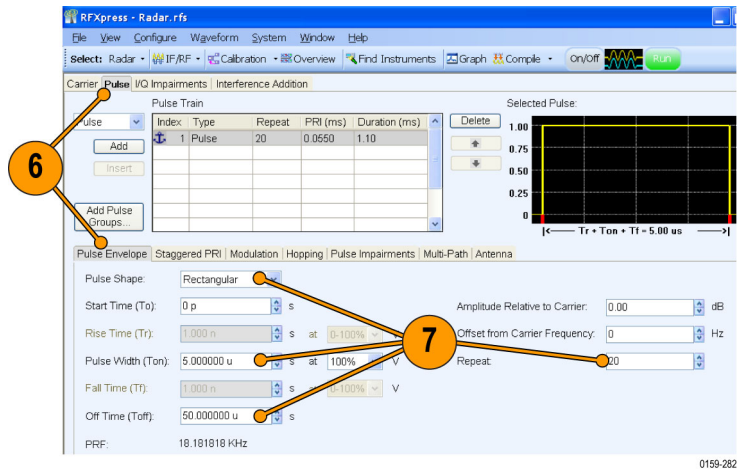 RFXpress - Radar.rfs
File View Configure Waveform System Window Help
Select: Radar IF/RF Calibration Overview Find Instruments Graph Compile On/Off Run
Carrier Pulse I/Q Impairments Interference Addition
Pulse Train
Selected Pulse:
Pulse
Index Type Repeat PRI (ms) Duration (ms)
1 Pulse 20 0.0550 1.10
Add
Insert
Add Pulse
Groups...
Delete
1.00
0.75
0.50
0.25
0
|<—— Tr + Ton + Tf = 5.00 us ——>|
6
Pulse Envelope Staggered PRI Modulation Hopping Pulse Impairments Multi-Path Antenna
Pulse Shape: Rectangular
Start Time (To): 0 p s
Amplitude Relative to Carrier: 0.00 dB
Rise Time (Tr): 1.000 n s at 0-100% V
Offset from Carrier Frequency: 0 Hz
7
Pulse Width (Ton): 5.000000 u s at 100% V
Repeat: 20
Fall Time (Tf): 1.000 n s at 0-100% V
Off Time (Toff): 50.000000 u s
PRF: 18.181818 KHz
0159-282